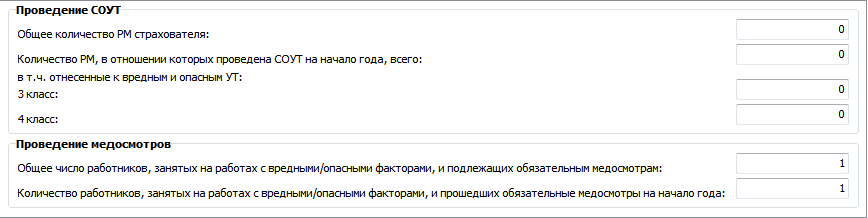 Проведение СОУТ
Общее количество РМ страхователя: 0
Количество РМ, в отношении которых проведена СОУТ на начало года, всего: 0
в т.ч. отнесенные к вредным и опасным УТ:
3 класс: 0
4 класс: 0
Проведение медосмотров
Общее число работников, занятых на работах с вредными/опасными факторами, и подлежащих обязательным медосмотрам: 1
Количество работников, занятых на работах с вредными/опасными факторами, и прошедших обязательные медосмотры на начало года: 1